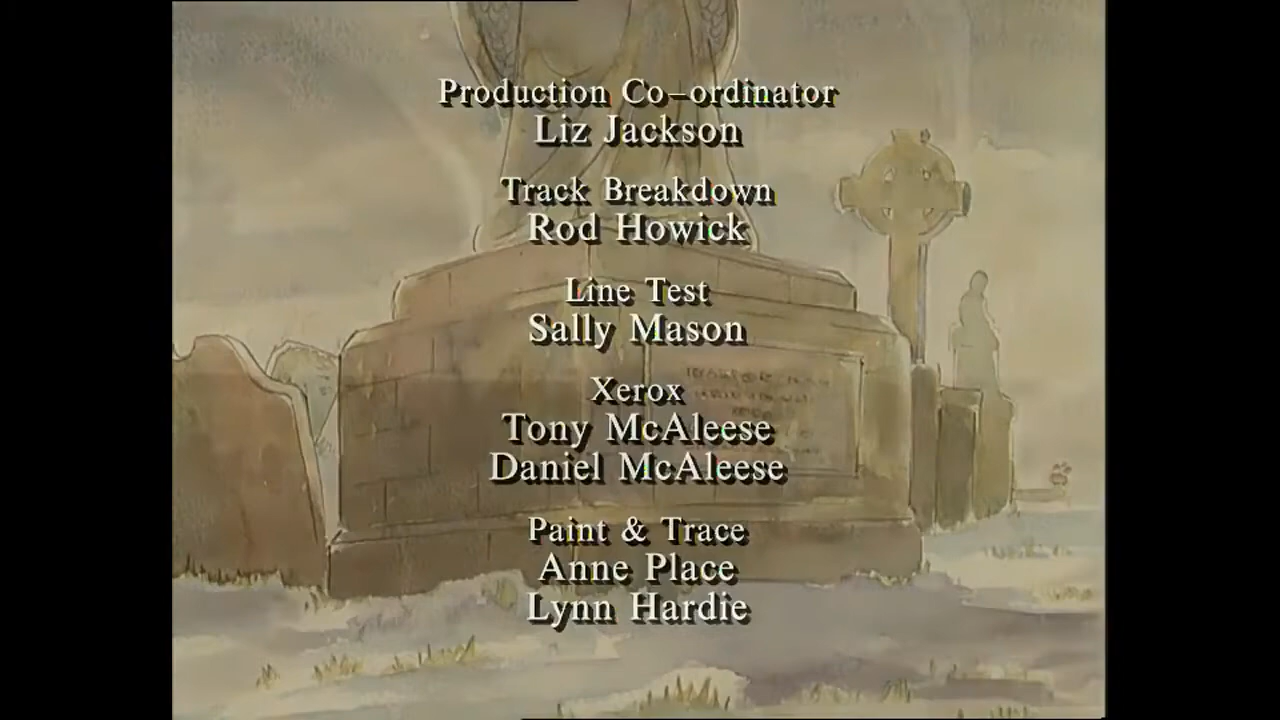 Production Co-ordinator
Liz Jackson
Track Breakdown
Rod Howick
Line Test
Sally Mason
Xerox
Tony McAleese
Daniel McAleese
Paint & Trace
Anne Place
Lynn Hardie